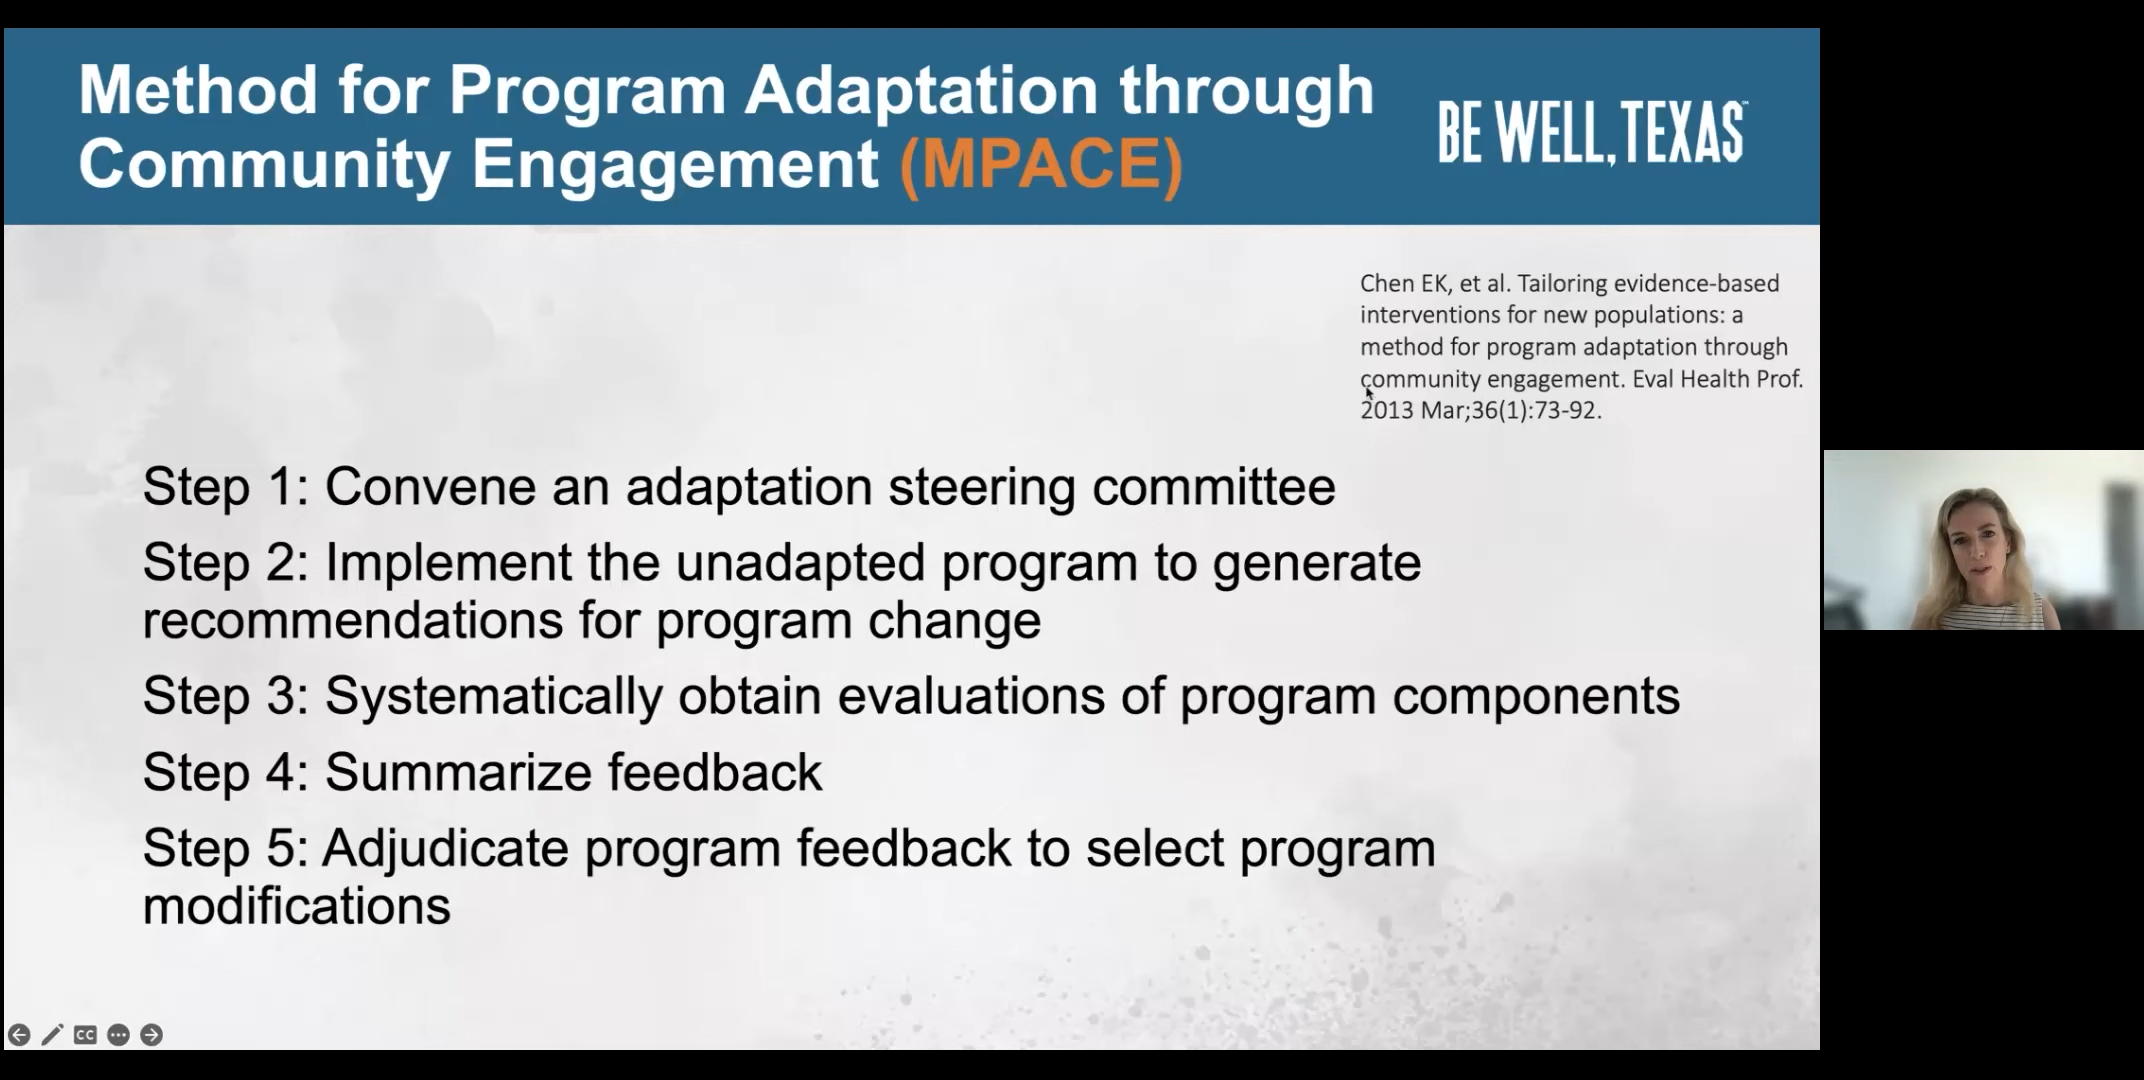 Method for Program Adaptation through
Community Engagement (MPACE)
BE WELL, TEXAS™
Chen EK, et al. Tailoring evidence-based
interventions for new populations: a
method for program adaptation through
community engagement. Eval Health Prof.
2013 Mar;36(1):73-92.
Step 1: Convene an adaptation steering committee
Step 2: Implement the unadapted program to generate
recommendations for program change
Step 3: Systematically obtain evaluations of program components
Step 4: Summarize feedback
Step 5: Adjudicate program feedback to select program
modifications
CC